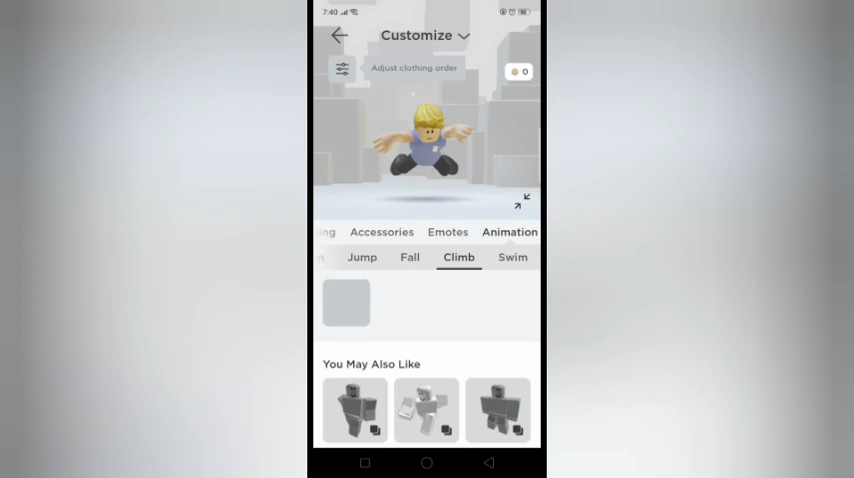 7:40
Customize
Adjust clothing order
0
ing Accessories Emotes Animation
n Jump Fall Climb Swim
You May Also Like